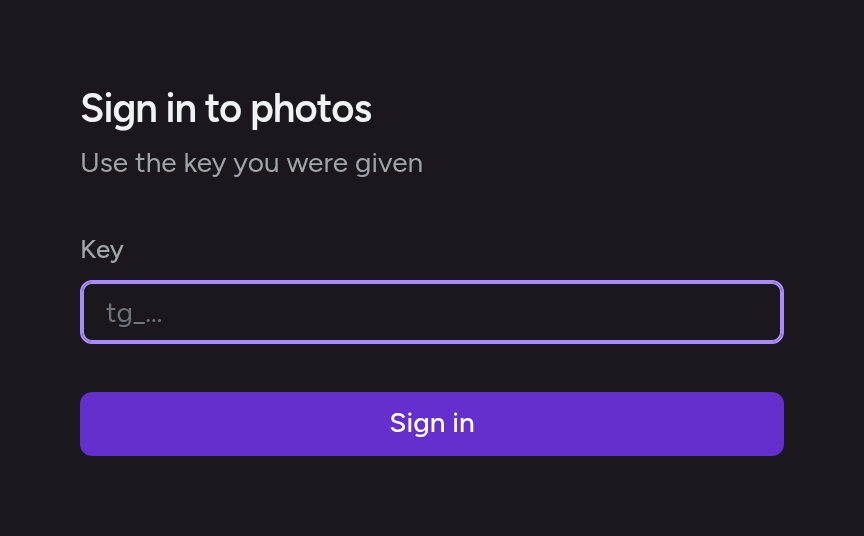 Sign in to photos
Use the key you were given
Key
tg_...
Sign in